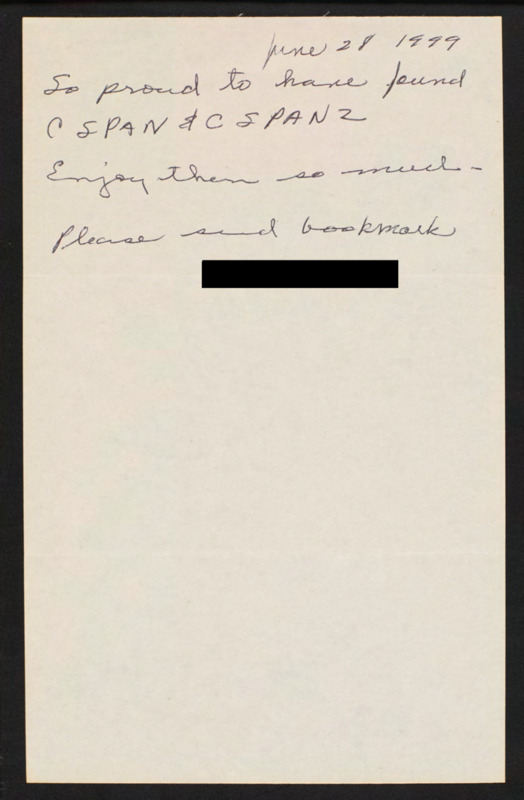 June 28 1999
So proud to have found
C SPAN & C SPAN 2
Enjoy them so much -
Please send bookmark